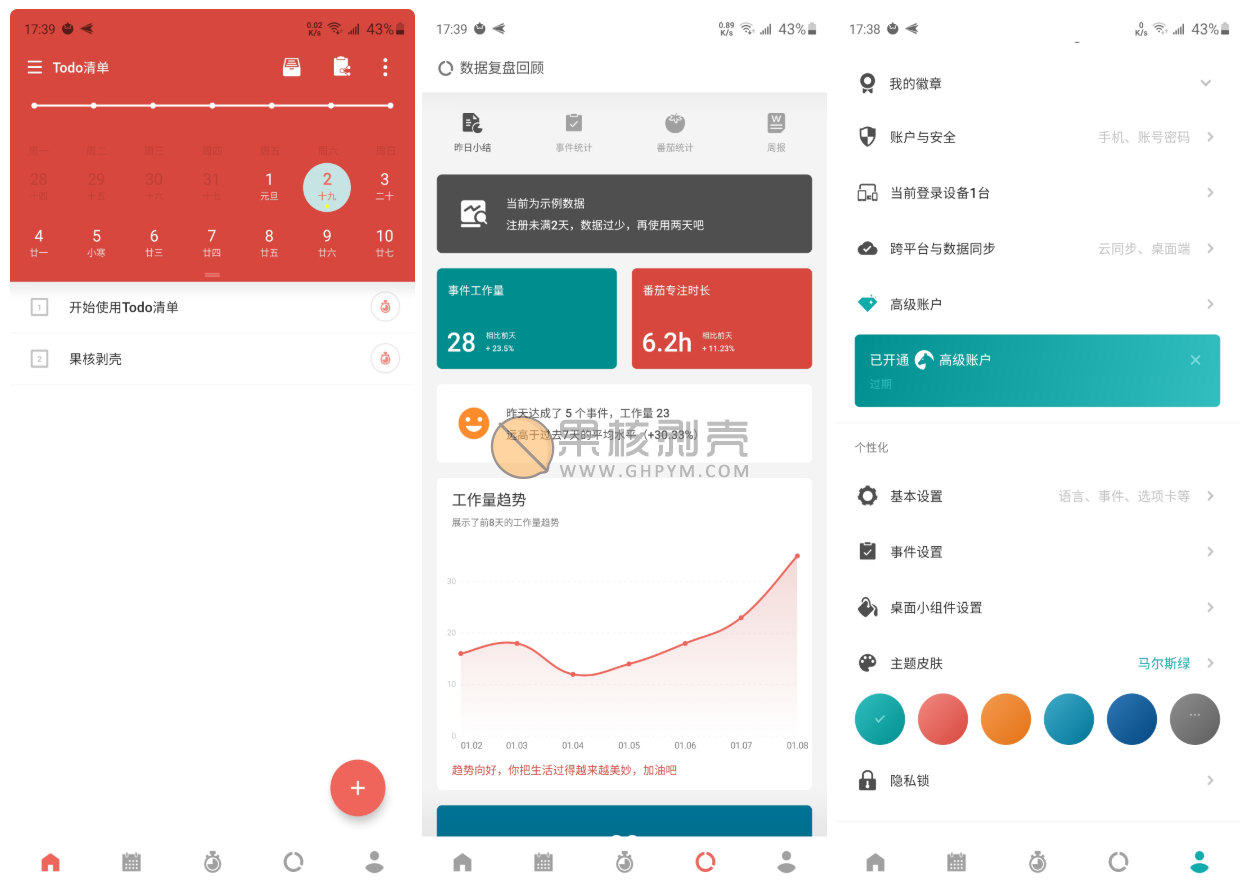 17:39
0.02
K/s
43%
Todo清单
周一 周二 周三 周四 周五 周六 周日
28 29 30 31 1 2 3
十四 十五 十六 十七 元旦 十九 二十
4 5 6 7 8 9 10
廿一 小寒 廿三 廿四 廿五 廿六 廿七
1 开始使用Todo清单
2 果核剥壳
17:39
0.89
K/s
43%
数据复盘回顾
昨日小结 事件统计 番茄统计 周报
当前为示例数据
注册未满2天，数据过少，再使用两天吧
事件工作量
28
相比前天
+ 23.5%
番茄专注时长
6.2h
相比前天
+ 11.23%
昨天达成了 5 个事件，工作量 23
远高于过去7天的平均水平（+30.33%）
果核剥壳
WWW.GHPYM.COM
工作量趋势
展示了前8天的工作量趋势
30
20
10
0
01.02 01.03 01.04 01.05 01.06 01.07 01.08
趋势向好，你把生活过得越来越美妙，加油吧
17:38
0
K/s
43%
我的徽章
账户与安全 手机、账号密码
当前登录设备1台
跨平台与数据同步 云同步、桌面端
高级账户
已开通 高级账户
过期
个性化
基本设置 语言、事件、选项卡等
事件设置
桌面小组件设置
主题皮肤 马尔斯绿
隐私锁